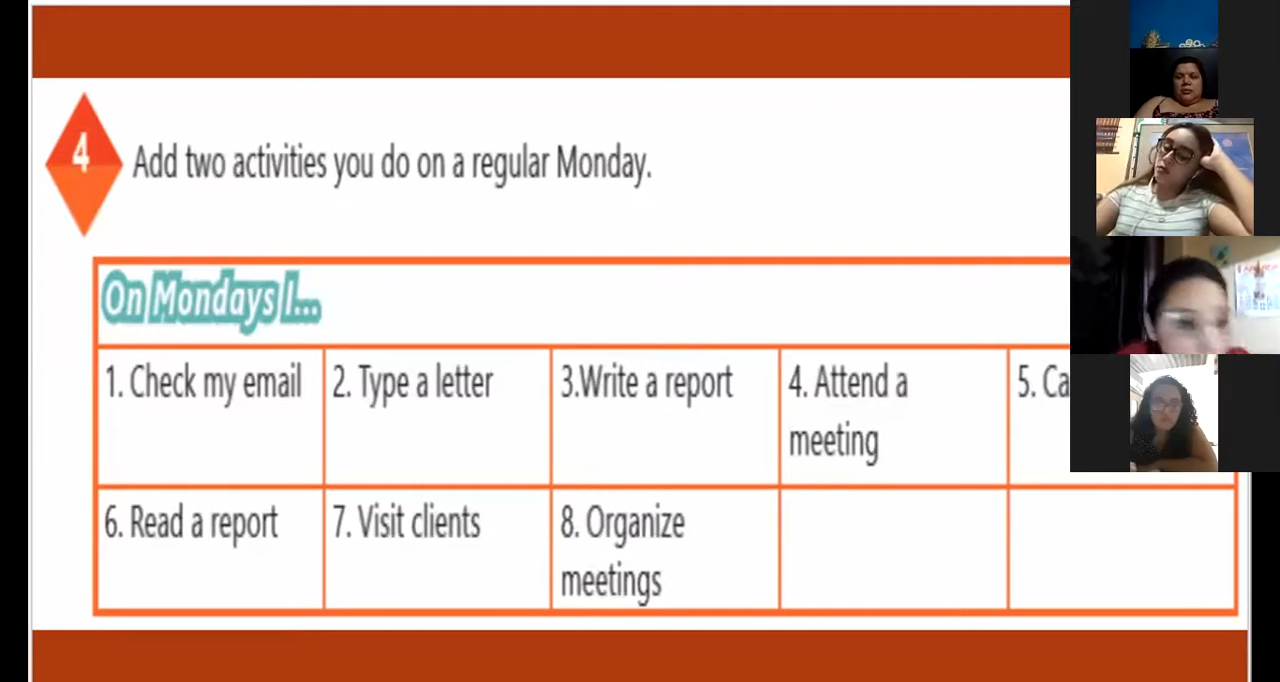 4
Add two activities you do on a regular Monday.
On Mondays I...
1. Check my email
2. Type a letter
3.Write a report
4. Attend a
meeting
5.
6. Read a report
7. Visit clients
8. Organize
meetings